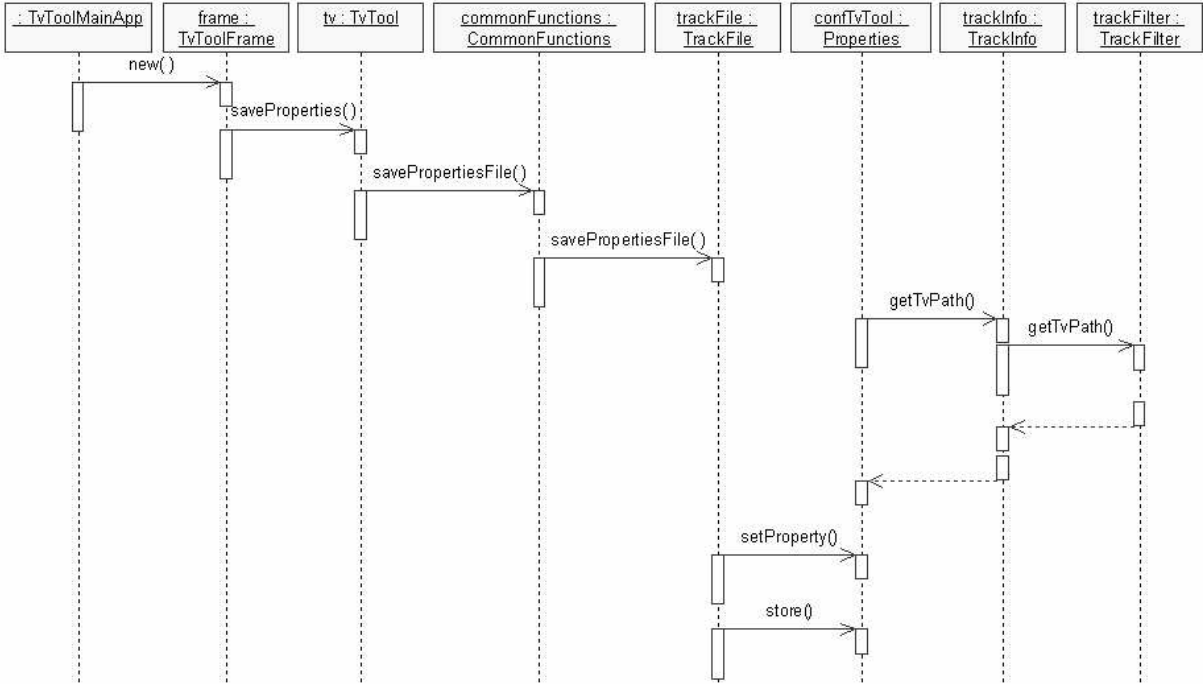 : TvToolMainApp
frame :
TvToolFrame
tv : TvTool
commonFunctions :
CommonFunctions
trackFile :
TrackFile
confTvTool :
Properties
trackInfo :
TrackInfo
trackFilter :
TrackFilter
new( )
saveProperties( )
savePropertiesFile( )
savePropertiesFile( )
getTvPath()
getTvPath()
setProperty()
store()